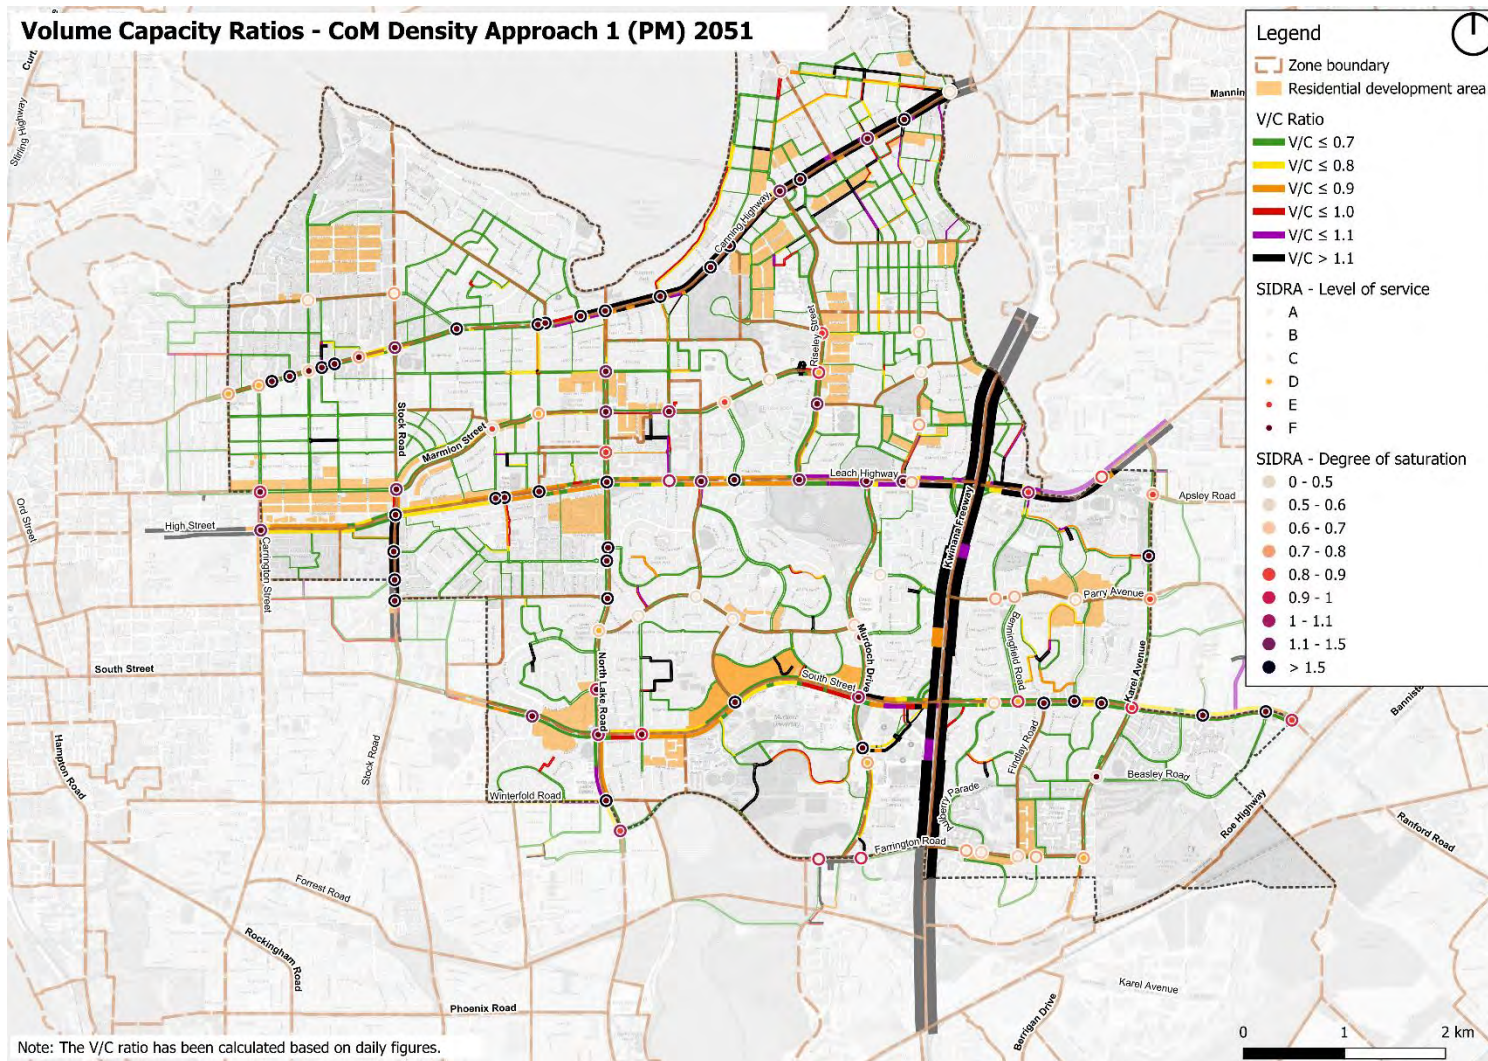 Volume Capacity Ratios - CoM Density Approach 1 (PM) 2051
Legend
Zone boundary
Residential development area
V/C Ratio
V/C ≤ 0.7
V/C ≤ 0.8
V/C ≤ 0.9
V/C ≤ 1.0
V/C ≤ 1.1
V/C > 1.1
SIDRA - Level of service
A
B
C
D
E
F
SIDRA - Degree of saturation
0 - 0.5
0.5 - 0.6
0.6 - 0.7
0.7 - 0.8
0.8 - 0.9
0.9 - 1
1 - 1.1
1.1 - 1.5
> 1.5
Stirling Highway
Canning Highway
Riseley Street
Stock Road
Marmion Street
Leach Highway
Kwinana Freeway
Apsley Road
Ord Street
High Street
Carrington Street
Parry Avenue
Benningfield Road
Murdoch Drive
South Street
South Street
North Lake Road
Karel Avenue
Hampton Road
Stock Road
Findlay Road
Beasley Road
Winterfold Road
Farrington Road
Roe Highway
Ranford Road
Forrest Road
Rockingham Road
Phoenix Road
Karel Avenue
Berrigan Drive
Note: The V/C ratio has been calculated based on daily figures.
0 1 2 km